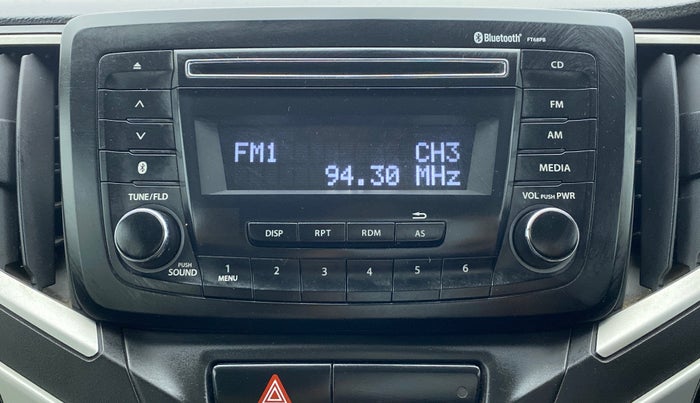 Bluetooth®
FT68PB
CD
FM
AM
MEDIA
FM1 CH3
94.30 MHz
TUNE/FLD
VOL PUSH PWR
DISP RPT RDM AS
PUSH
SOUND
1 2 3 4 5 6
MENU